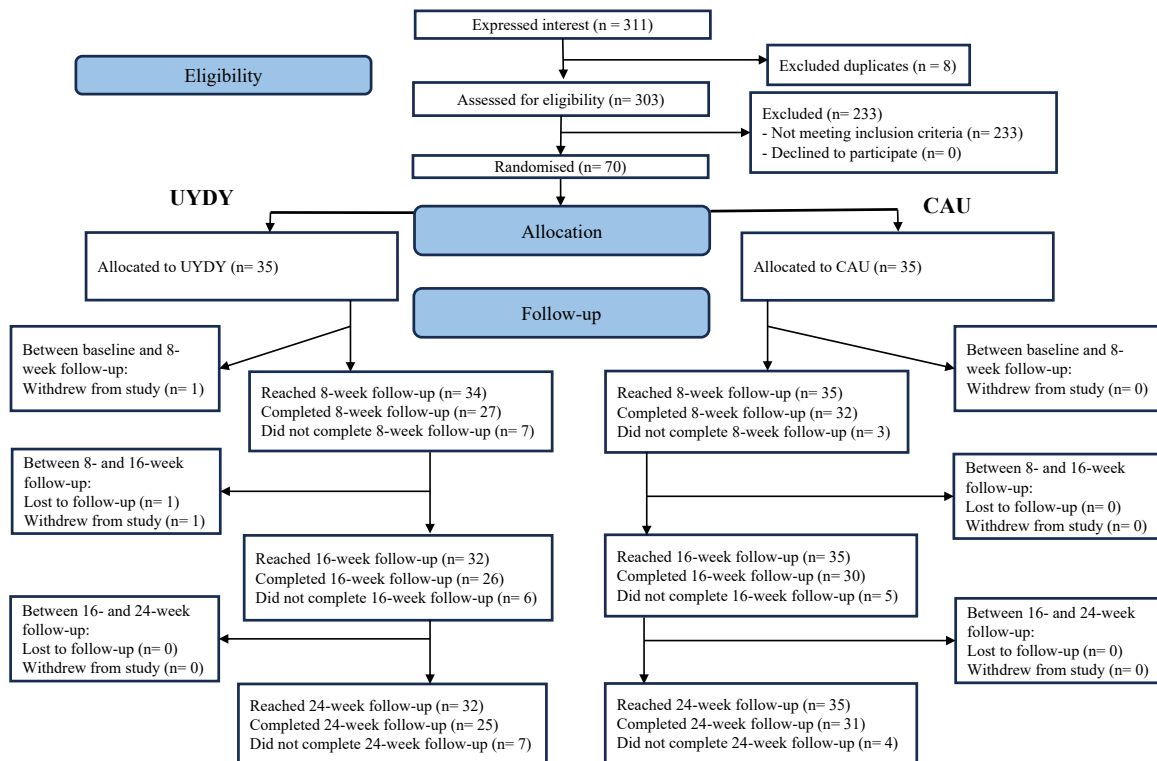 Expressed interest (n = 311)
Eligibility
Excluded duplicates (n = 8)
Assessed for eligibility (n= 303)
Excluded (n= 233)
- Not meeting inclusion criteria (n= 233)
- Declined to participate (n= 0)
Randomised (n= 70)
UYDY
CAU
Allocation
Allocated to UYDY (n= 35)
Allocated to CAU (n= 35)
Follow-up
Between baseline and 8-
week follow-up:
Withdrew from study (n= 1)
Between baseline and 8-
week follow-up:
Withdrew from study (n= 0)
Reached 8-week follow-up (n= 34)
Completed 8-week follow-up (n= 27)
Did not complete 8-week follow-up (n= 7)
Reached 8-week follow-up (n= 35)
Completed 8-week follow-up (n= 32)
Did not complete 8-week follow-up (n= 3)
Between 8- and 16-week
follow-up:
Lost to follow-up (n= 1)
Withdrew from study (n= 1)
Between 8- and 16-week
follow-up:
Lost to follow-up (n= 0)
Withdrew from study (n= 0)
Reached 16-week follow-up (n= 32)
Completed 16-week follow-up (n= 26)
Did not complete 16-week follow-up (n= 6)
Reached 16-week follow-up (n= 35)
Completed 16-week follow-up (n= 30)
Did not complete 16-week follow-up (n= 5)
Between 16- and 24-week
follow-up:
Lost to follow-up (n= 0)
Withdrew from study (n= 0)
Between 16- and 24-week
follow-up:
Lost to follow-up (n= 0)
Withdrew from study (n= 0)
Reached 24-week follow-up (n= 32)
Completed 24-week follow-up (n= 25)
Did not complete 24-week follow-up (n= 7)
Reached 24-week follow-up (n= 35)
Completed 24-week follow-up (n= 31)
Did not complete 24-week follow-up (n= 4)